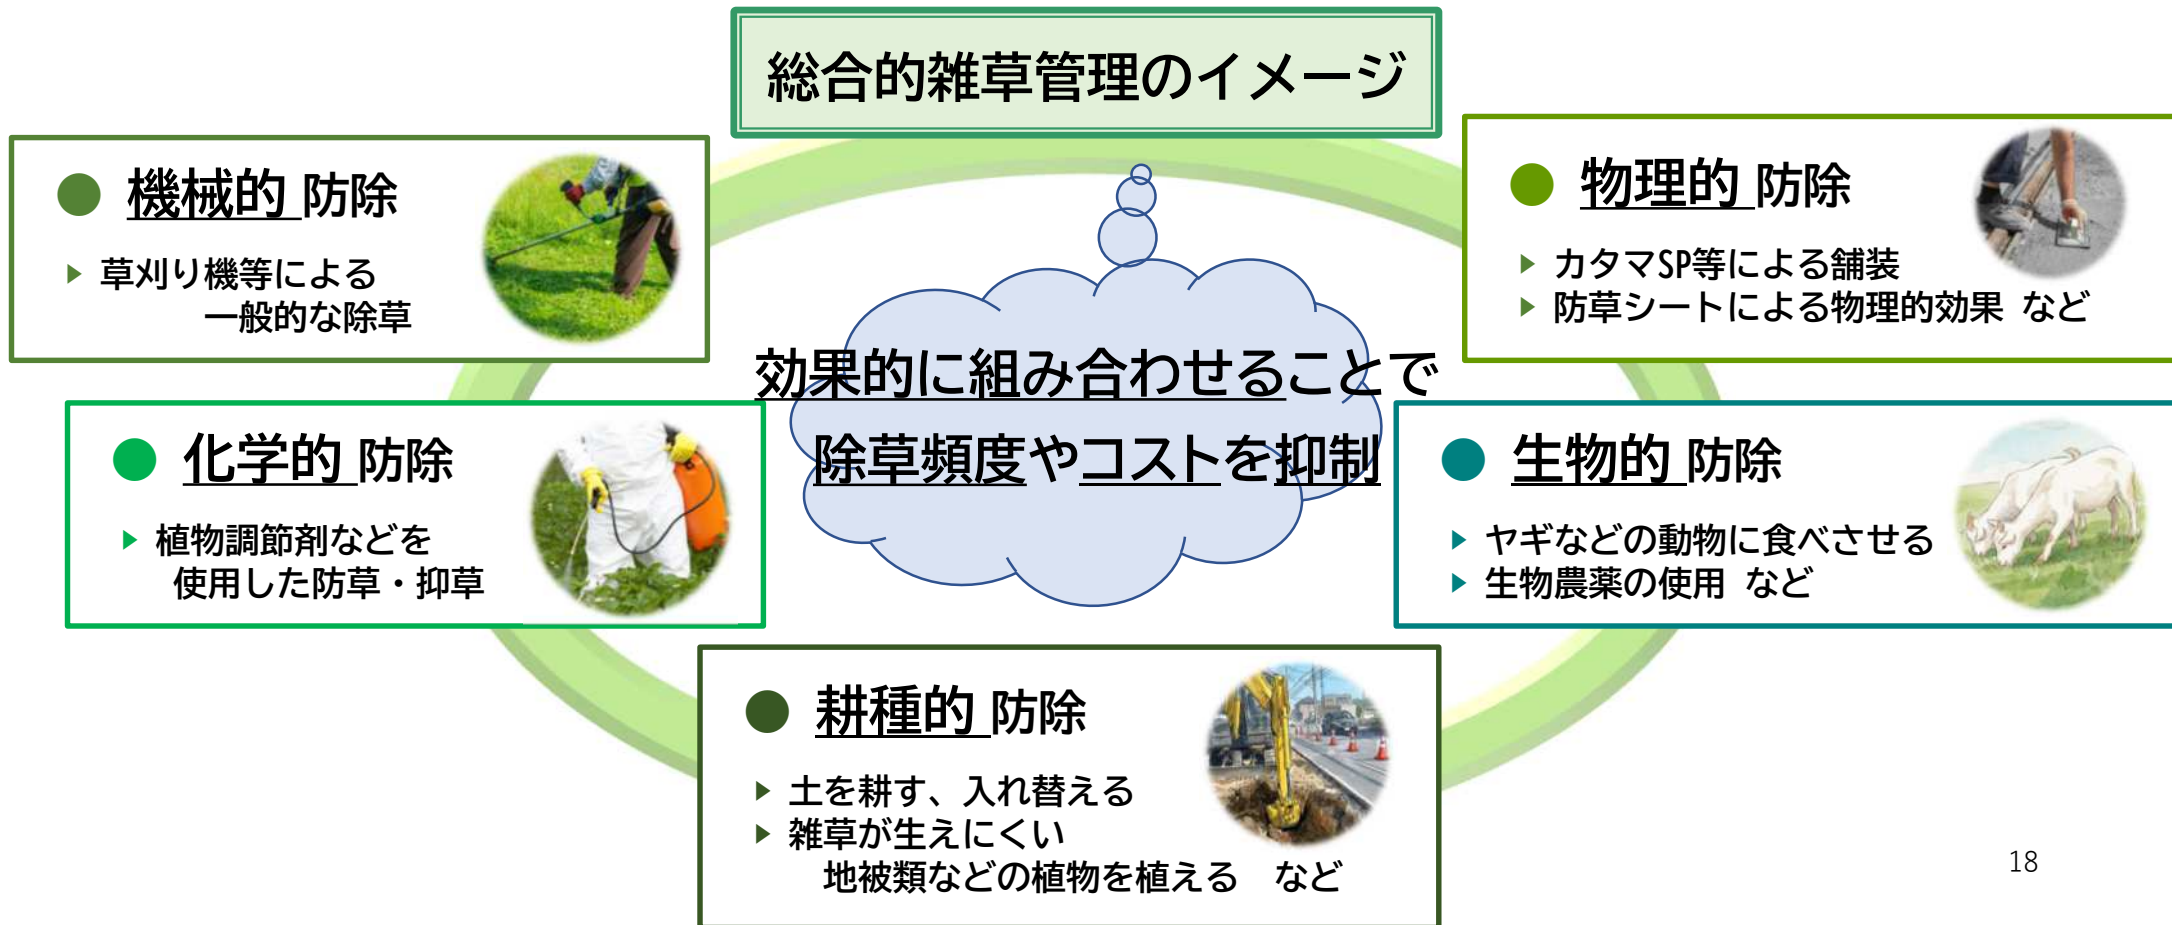 総合的雑草管理のイメージ
● 機械的 防除
▶ 草刈り機等による
一般的な除草
● 物理的 防除
▶ カタマSP等による舗装
▶ 防草シートによる物理的効果 など
効果的に組み合わせることで
除草頻度やコストを抑制
● 化学的 防除
▶ 植物調節剤などを
使用した防草・抑草
● 生物的 防除
▶ ヤギなどの動物に食べさせる
▶ 生物農薬の使用 など
● 耕種的 防除
▶ 土を耕す、入れ替える
▶ 雑草が生えにくい
地被類などの植物を植える など
18